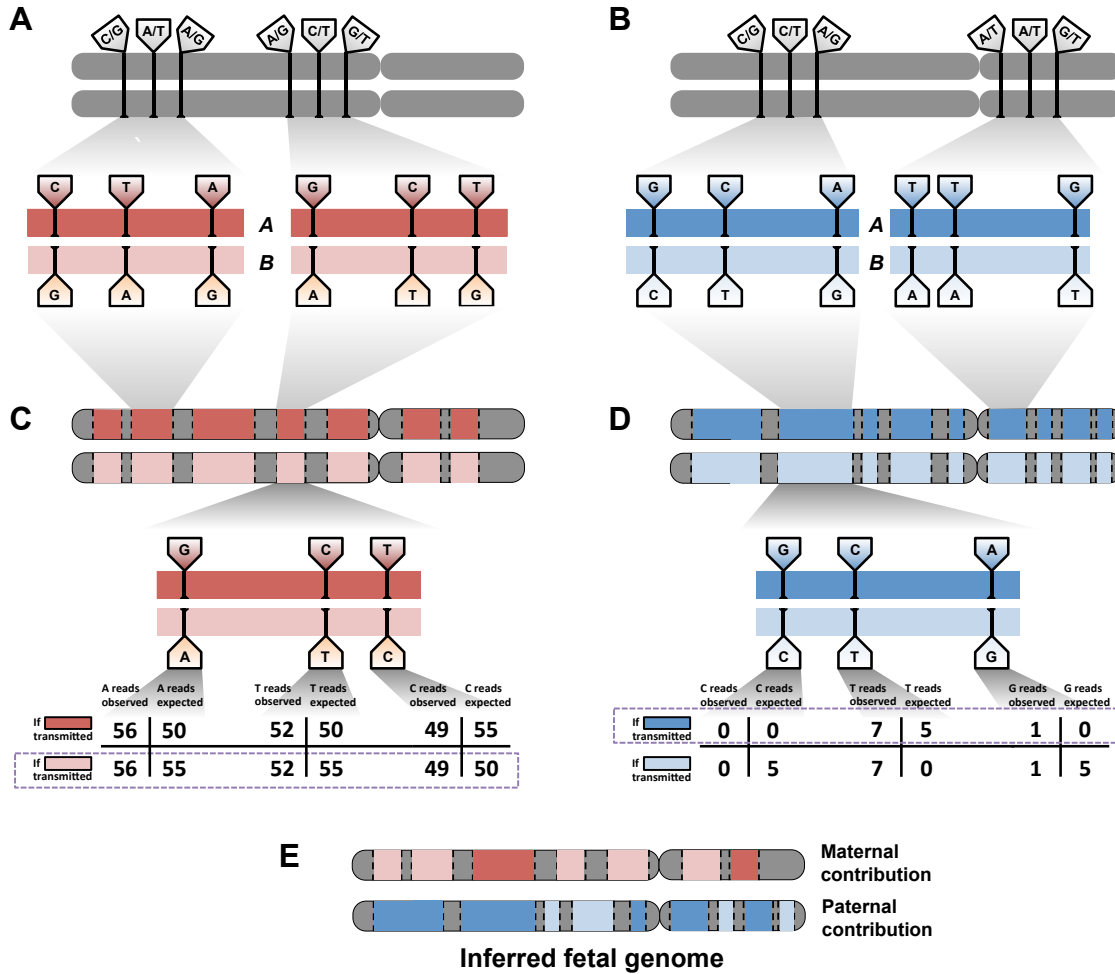 A
C/G A/T A/G A/G C/T G/T
C T A G C T
A
B
G A G A T G
B
C/G C/T A/G A/T A/T G/T
G C A T T G
A
B
C T G A A T
C
G C T
A T C
A reads observed
A reads expected
T reads observed
T reads expected
C reads observed
C reads expected
If transmitted
56 50 52 50 49 55
If transmitted
56 55 52 55 49 50
D
G C A
C T G
C reads observed
C reads expected
T reads observed
T reads expected
G reads observed
G reads expected
If transmitted
0 0 7 5 1 0
If transmitted
0 5 7 0 1 5
E
Maternal
contribution
Paternal
contribution
Inferred fetal genome